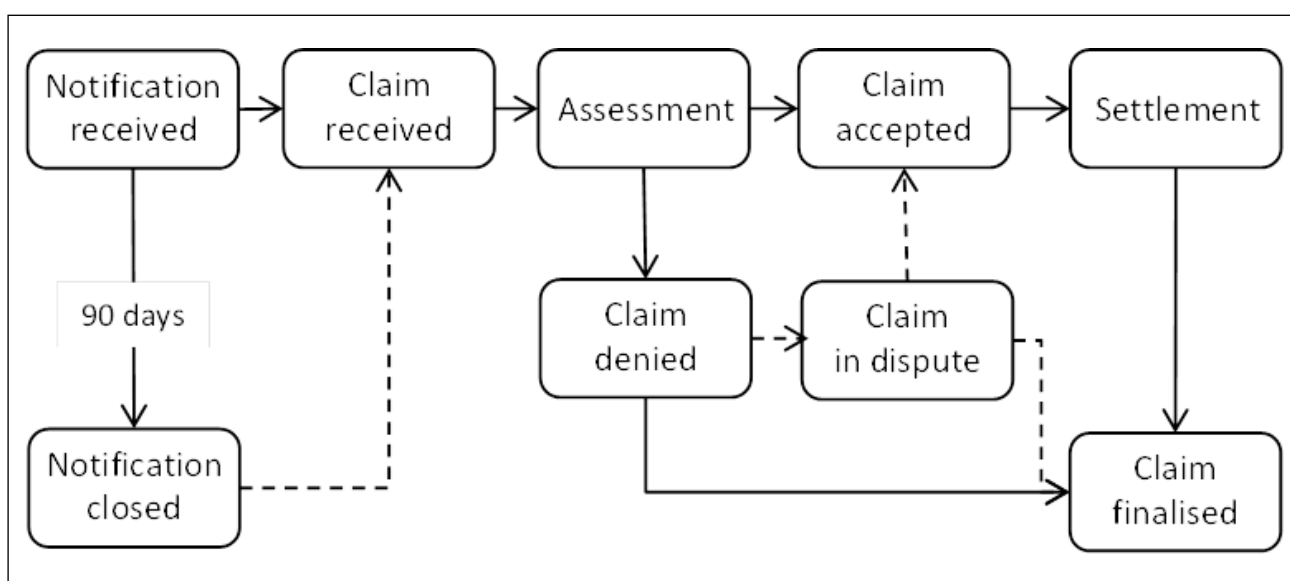 Notification
received
Claim
received
Assessment
Claim
accepted
Settlement
90 days
Claim
denied
Claim
in dispute
Notification
closed
Claim
finalised